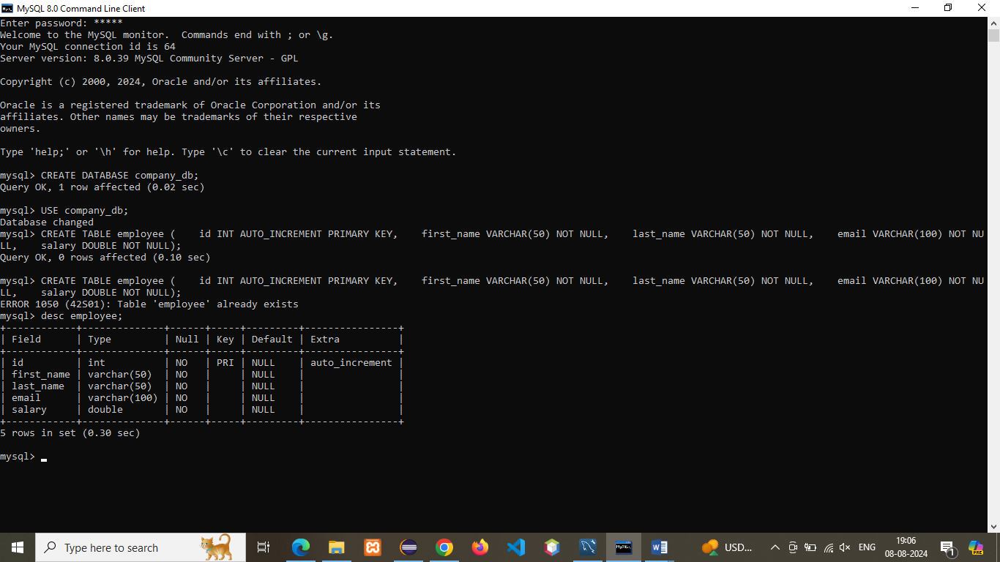 MySQL 8.0 Command Line Client
Enter password: *****
Welcome to the MySQL monitor.  Commands end with ; or \g.
Your MySQL connection id is 64
Server version: 8.0.39 MySQL Community Server - GPL
Copyright (c) 2000, 2024, Oracle and/or its affiliates.
Oracle is a registered trademark of Oracle Corporation and/or its
affiliates. Other names may be trademarks of their respective
owners.
Type 'help;' or '\h' for help. Type '\c' to clear the current input statement.
mysql> CREATE DATABASE company_db;
Query OK, 1 row affected (0.02 sec)
mysql> USE company_db;
Database changed
mysql> CREATE TABLE employee (    id INT AUTO_INCREMENT PRIMARY KEY,    first_name VARCHAR(50) NOT NULL,    last_name VARCHAR(50) NOT NULL,    email VARCHAR(100) NOT NU
LL,    salary DOUBLE NOT NULL);
Query OK, 0 rows affected (0.10 sec)
mysql> CREATE TABLE employee (    id INT AUTO_INCREMENT PRIMARY KEY,    first_name VARCHAR(50) NOT NULL,    last_name VARCHAR(50) NOT NULL,    email VARCHAR(100) NOT NU
LL,    salary DOUBLE NOT NULL);
ERROR 1050 (42S01): Table 'employee' already exists
mysql> desc employee;
+------------+--------------+------+-----+---------+----------------+
| Field      | Type         | Null | Key | Default | Extra          |
+------------+--------------+------+-----+---------+----------------+
| id         | int          | NO   | PRI | NULL    | auto_increment |
| first_name | varchar(50)  | NO   |     | NULL    |                |
| last_name  | varchar(50)  | NO   |     | NULL    |                |
| email      | varchar(100) | NO   |     | NULL    |                |
| salary     | double       | NO   |     | NULL    |                |
+------------+--------------+------+-----+---------+----------------+
5 rows in set (0.30 sec)
mysql> _
Type here to search
USD...
ENG
19:06
08-08-2024
1
PRE